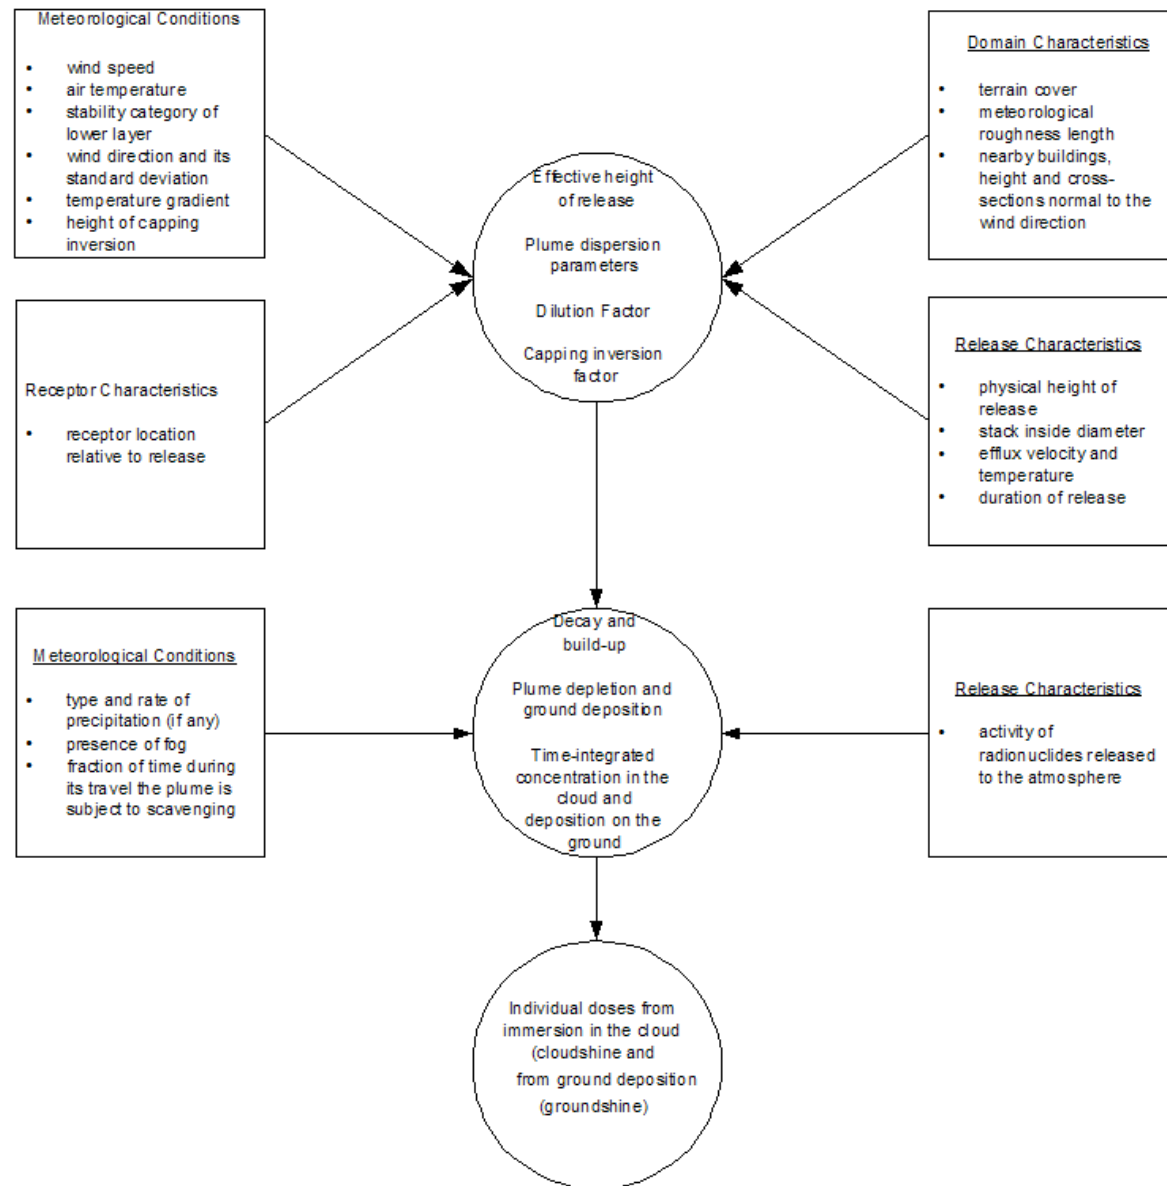 Meteorological Conditions
• wind speed
• air temperature
• stability category of
lower layer
• wind direction and its
standard deviation
• temperature gradient
• height of capping
inversion
Domain Characteristics
• terrain cover
• meteorological
roughness length
• nearby buildings,
height and cross-
sections normal to the
wind direction
Effective height
of release
Plume dispersion
parameters
Dilution Factor
Capping inversion
factor
Receptor Characteristics
• receptor location
relative to release
Release Characteristics
• physical height of
release
• stack inside diameter
• efflux velocity and
temperature
• duration of release
Meteorological Conditions
• type and rate of
precipitation (if any)
• presence of fog
• fraction of time during
its travel the plume is
subject to scavenging
Decay and
build-up
Plume depletion and
ground deposition
Time-integrated
concentration in the
cloud and
deposition on the
ground
Release Characteristics
• activity of
radionuclides released
to the atmosphere
Individual doses from
immersion in the cloud
(cloudshine and
from ground deposition
(groundshine)